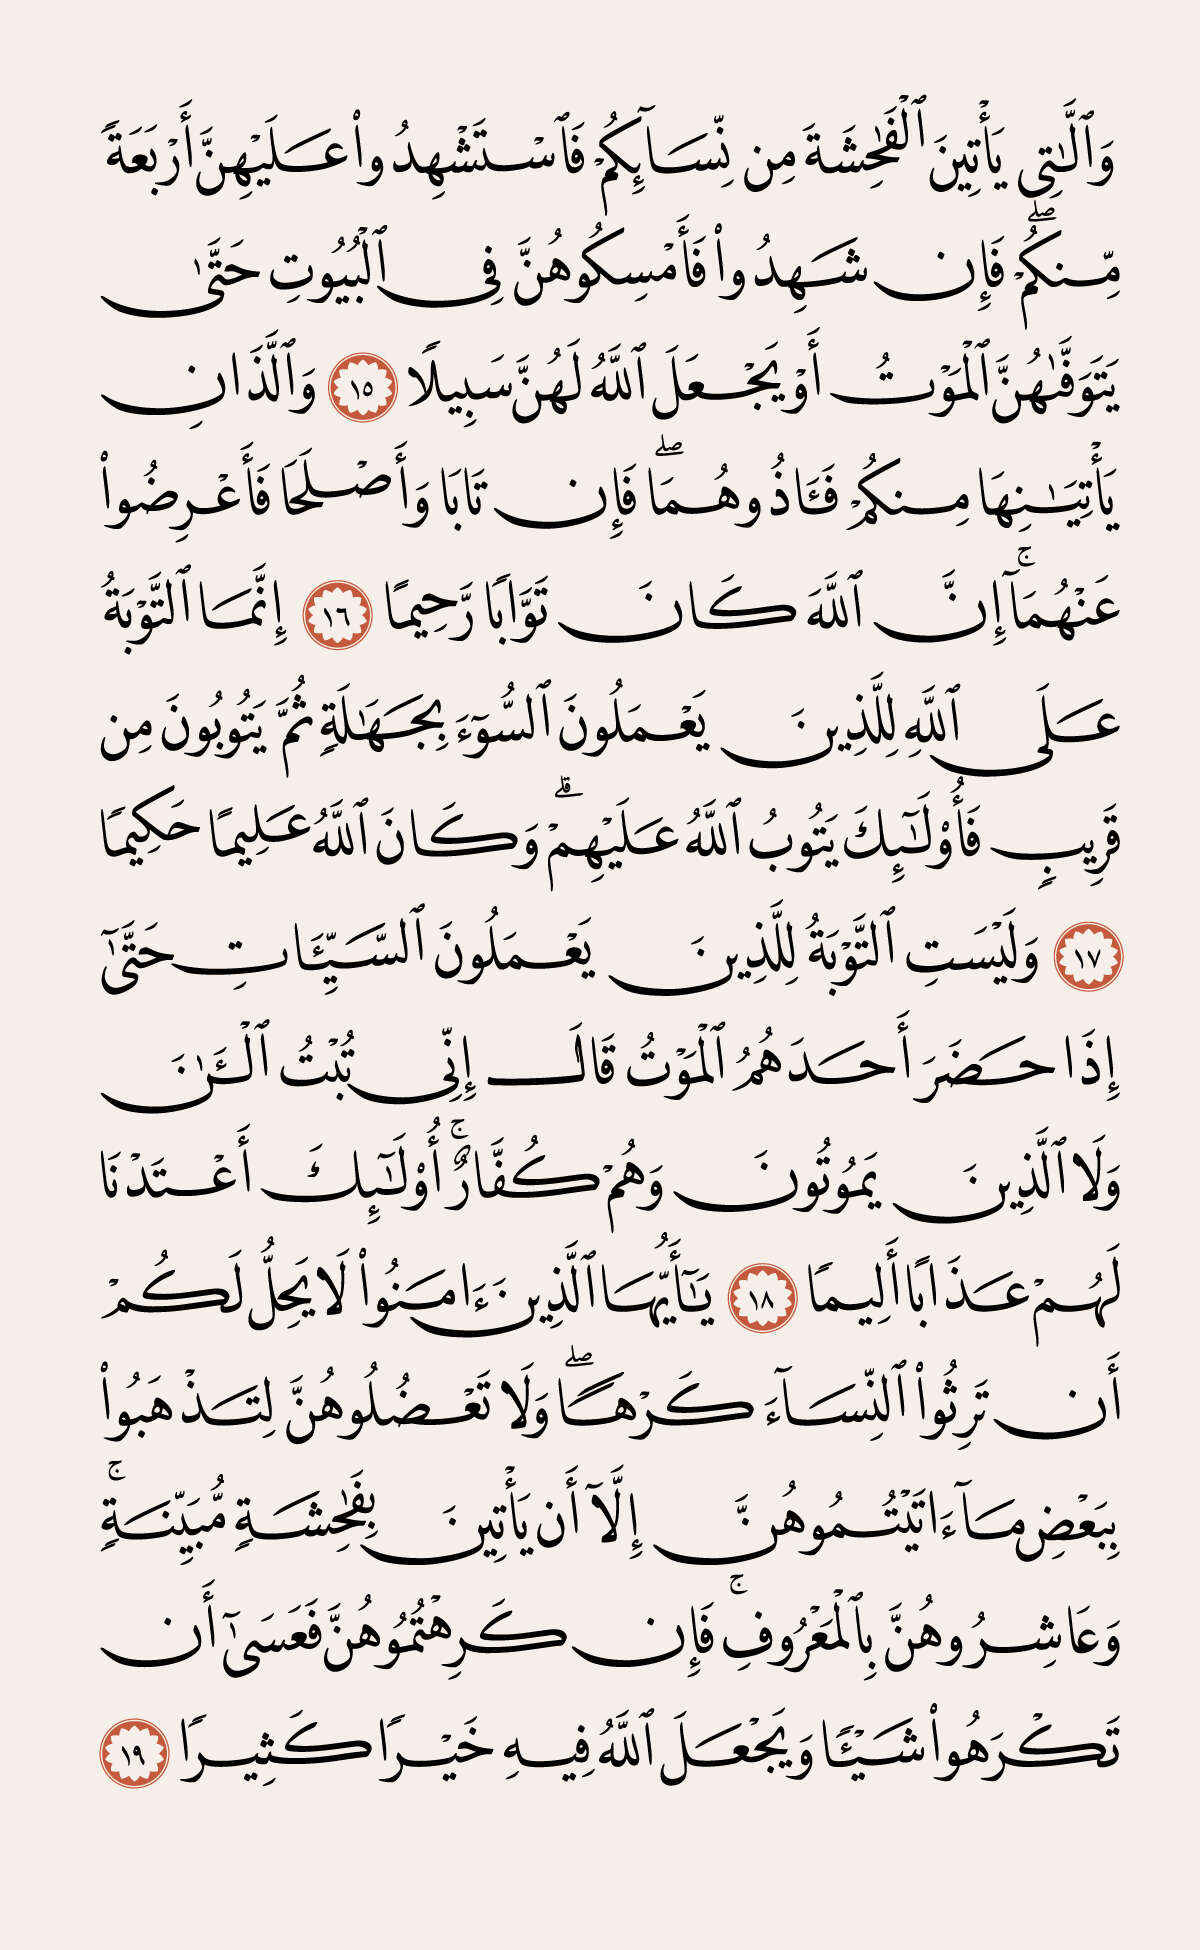 وَٱلَّٰتِى يَأْتِينَ ٱلْفَٰحِشَةَ مِن نِّسَآئِكُمْ فَٱسْتَشْهِدُوا۟ عَلَيْهِنَّ أَرْبَعَةً
مِّنكُمْ ۖ فَإِن شَهِدُوا۟ فَأَمْسِكُوهُنَّ فِى ٱلْبُيُوتِ حَتَّىٰ
يَتَوَفَّىٰهُنَّ ٱلْمَوْتُ أَوْ يَجْعَلَ ٱللَّهُ لَهُنَّ سَبِيلًا ١٥ وَٱلَّذَانِ
يَأْتِيَٰنِهَا مِنكُمْ فَـَٔاذُوهُمَا ۖ فَإِن تَابَا وَأَصْلَحَا فَأَعْرِضُوا۟
عَنْهُمَآ ۚ إِنَّ ٱللَّهَ كَانَ تَوَّابًا رَّحِيمًا ١٦ إِنَّمَا ٱلتَّوْبَةُ
عَلَى ٱللَّهِ لِلَّذِينَ يَعْمَلُونَ ٱلسُّوٓءَ بِجَهَٰلَةٍ ثُمَّ يَتُوبُونَ مِن
قَرِيبٍ فَأُو۟لَٰٓئِكَ يَتُوبُ ٱللَّهُ عَلَيْهِمْ ۗ وَكَانَ ٱللَّهُ عَلِيمًا حَكِيمًا
١٧ وَلَيْسَتِ ٱلتَّوْبَةُ لِلَّذِينَ يَعْمَلُونَ ٱلسَّيِّـَٔاتِ حَتَّىٰٓ
إِذَا حَضَرَ أَحَدَهُمُ ٱلْمَوْتُ قَالَ إِنِّى تُبْتُ ٱلْـَٰٔنَ
وَلَا ٱلَّذِينَ يَمُوتُونَ وَهُمْ كُفَّارٌ ۚ أُو۟لَٰٓئِكَ أَعْتَدْنَا
لَهُمْ عَذَابًا أَلِيمًا ١٨ يَٰٓأَيُّهَا ٱلَّذِينَ ءَامَنُوا۟ لَا يَحِلُّ لَكُمْ
أَن تَرِثُوا۟ ٱلنِّسَآءَ كَرْهًا ۖ وَلَا تَعْضُلُوهُنَّ لِتَذْهَبُوا۟
بِبَعْضِ مَآ ءَاتَيْتُمُوهُنَّ إِلَّآ أَن يَأْتِينَ بِفَٰحِشَةٍ مُّبَيِّنَةٍ ۚ
وَعَاشِرُوهُنَّ بِٱلْمَعْرُوفِ ۚ فَإِن كَرِهْتُمُوهُنَّ فَعَسَىٰٓ أَن
تَكْرَهُوا۟ شَيْـًٔا وَيَجْعَلَ ٱللَّهُ فِيهِ خَيْرًا كَثِيرًا ١٩